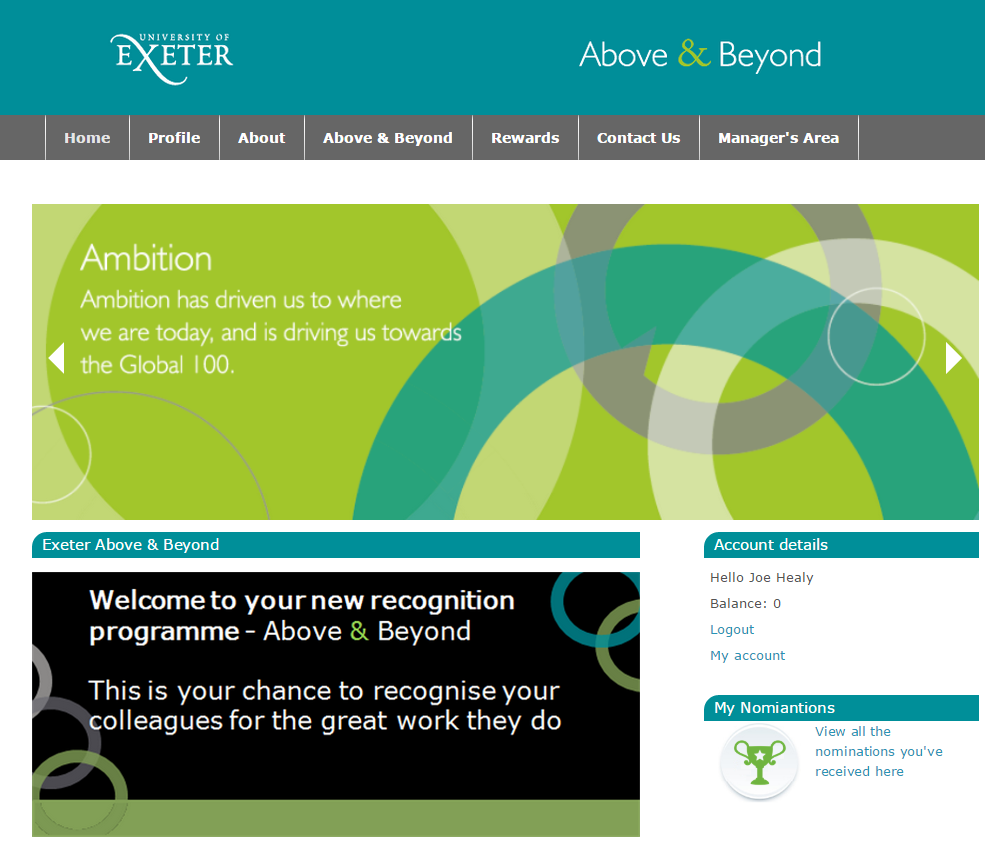 UNIVERSITY OF
EXETER
Above & Beyond
Home Profile About Above & Beyond Rewards Contact Us Manager's Area
Ambition
Ambition has driven us to where
we are today, and is driving us towards
the Global 100.
Exeter Above & Beyond
Welcome to your new recognition
programme - Above & Beyond
This is your chance to recognise your
colleagues for the great work they do
Account details
Hello Joe Healy
Balance: 0
Logout
My account
My Nomiantions
View all the
nominations you've
received here